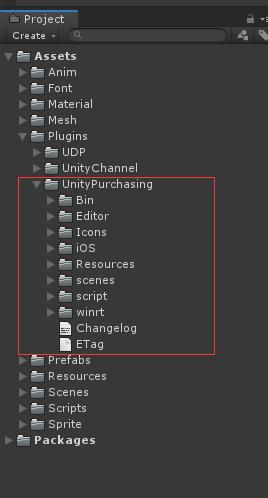 Project
Create
Assets
Anim
Font
Material
Mesh
Plugins
UDP
UnityChannel
UnityPurchasing
Bin
Editor
Icons
iOS
Resources
scenes
script
winrt
Changelog
ETag
Prefabs
Resources
Scenes
Scripts
Sprite
Packages